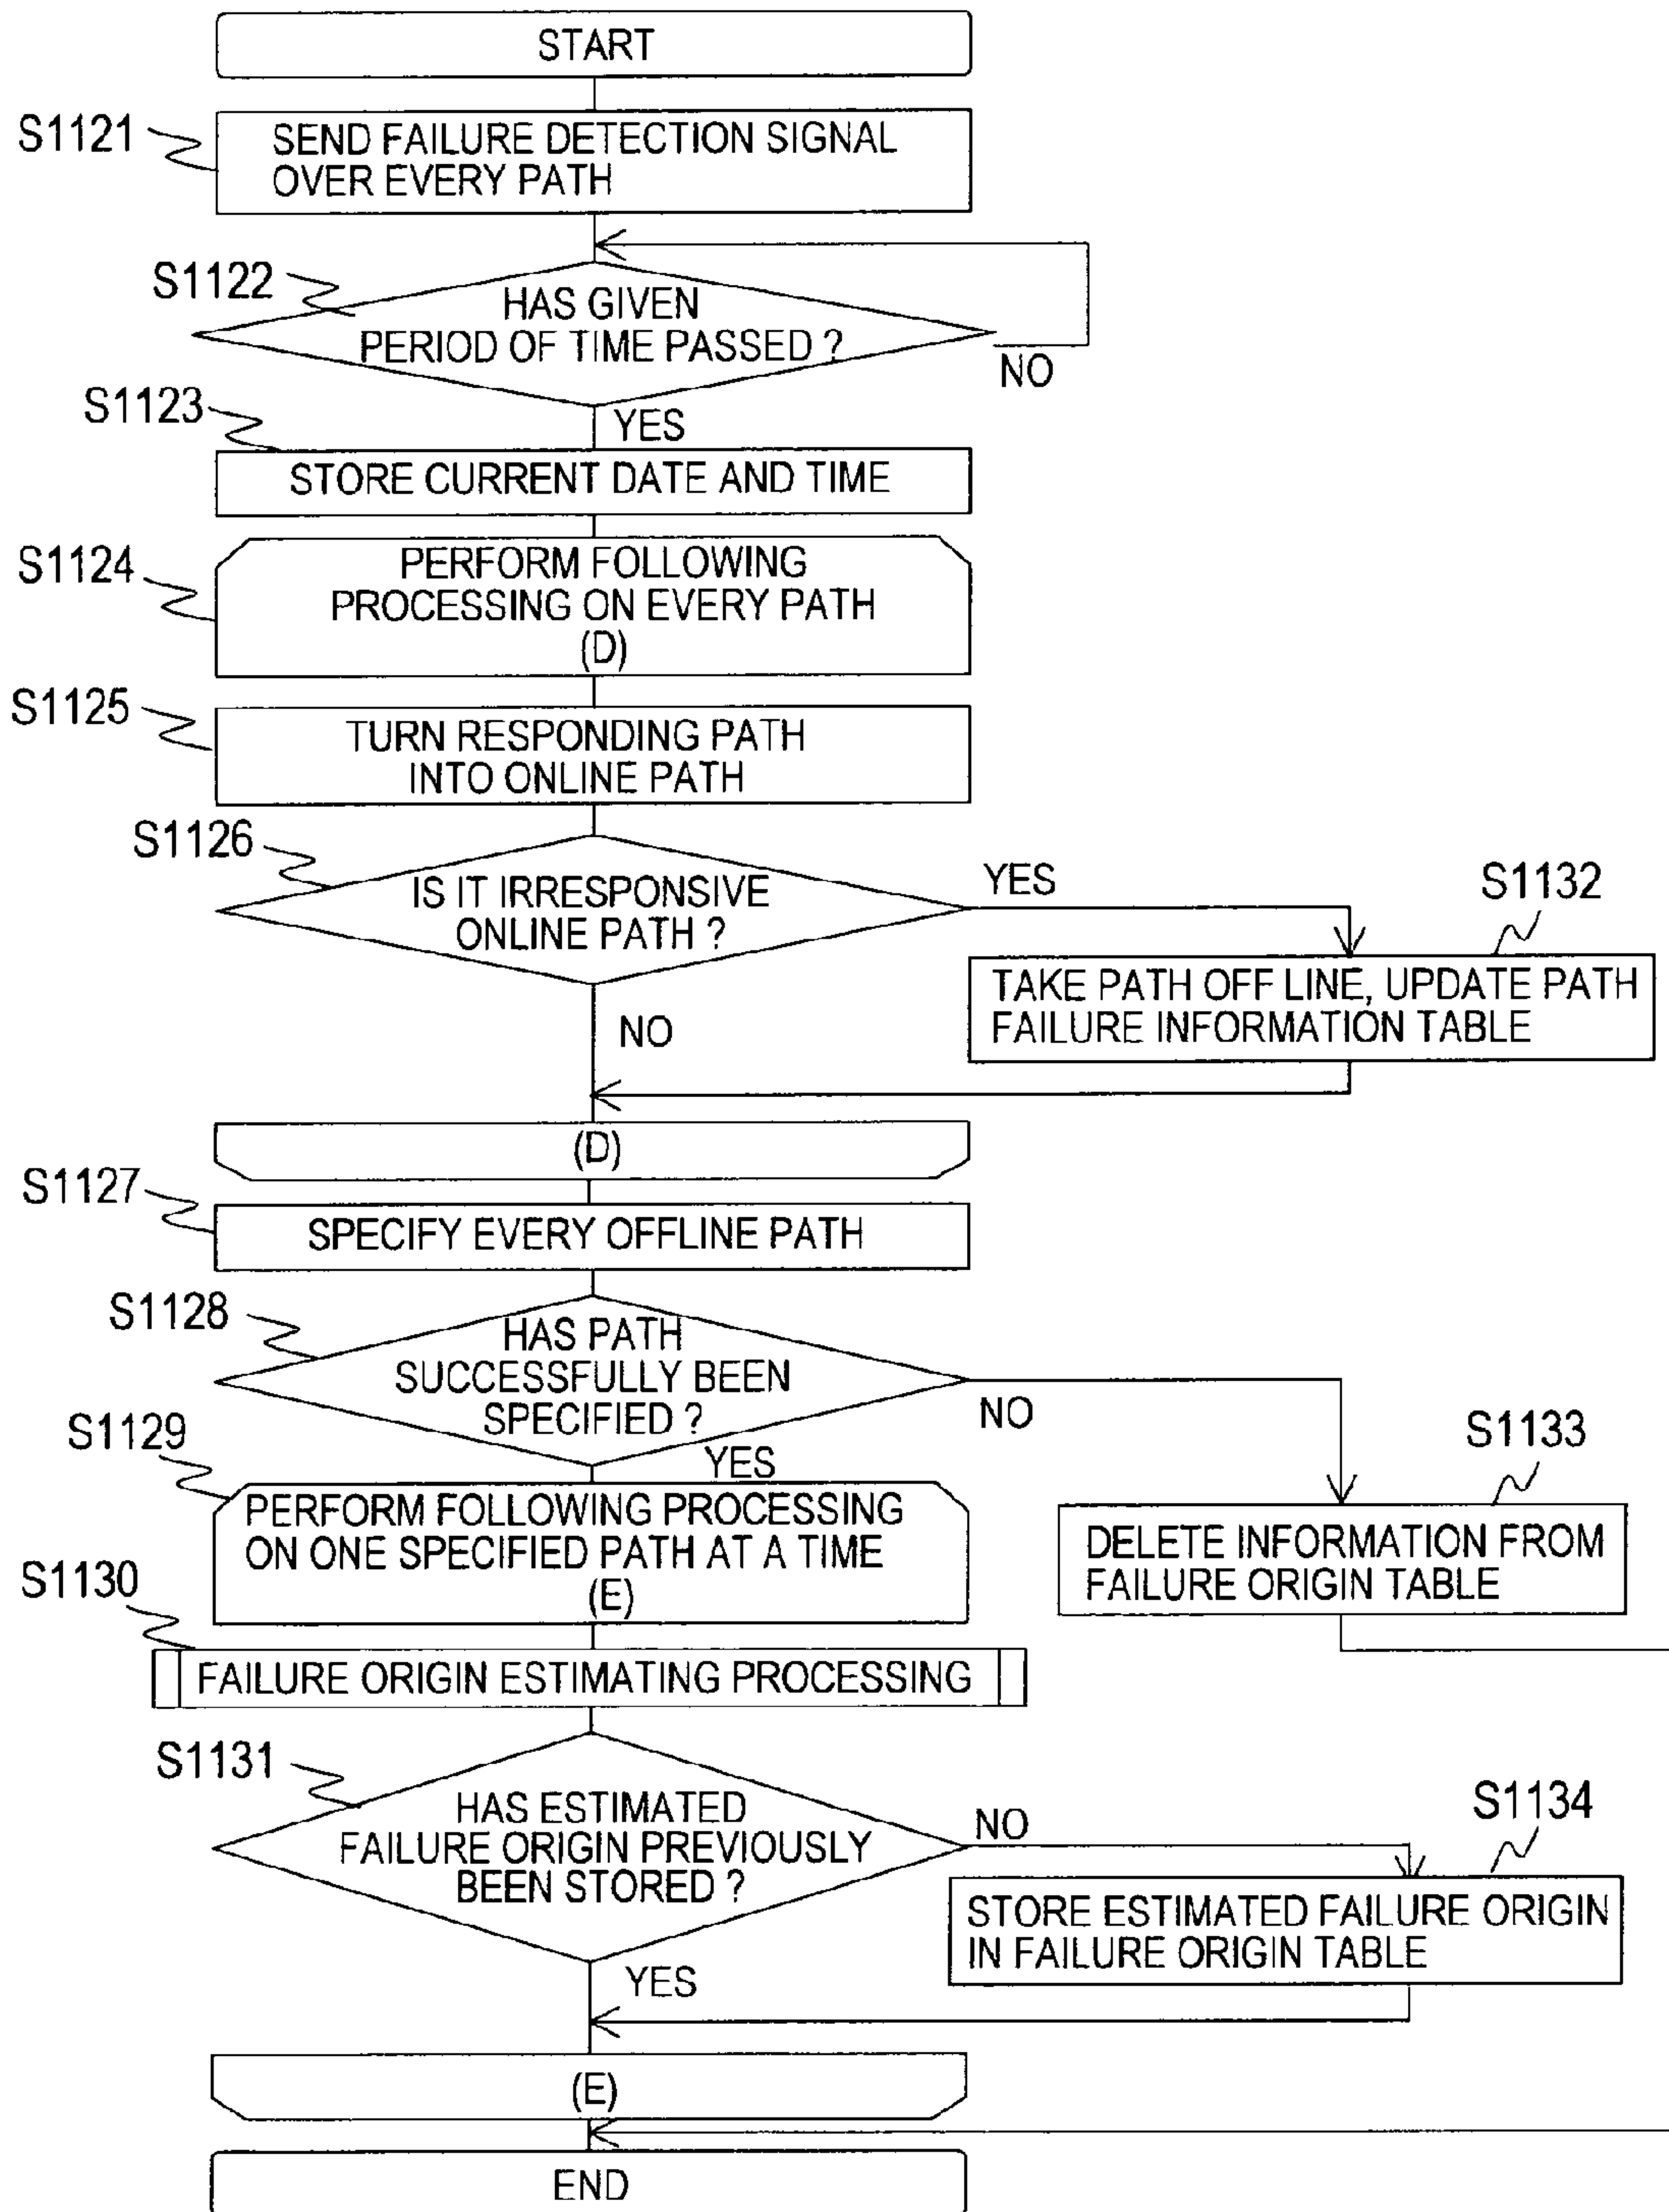 START
S1121
SEND FAILURE DETECTION SIGNAL
OVER EVERY PATH
S1122
HAS GIVEN
PERIOD OF TIME PASSED ?
NO
YES
S1123
STORE CURRENT DATE AND TIME
S1124
PERFORM FOLLOWING
PROCESSING ON EVERY PATH
(D)
S1125
TURN RESPONDING PATH
INTO ONLINE PATH
S1126
IS IT IRRESPONSIVE
ONLINE PATH ?
YES
NO
S1132
TAKE PATH OFF LINE, UPDATE PATH
FAILURE INFORMATION TABLE
(D)
S1127
SPECIFY EVERY OFFLINE PATH
S1128
HAS PATH
SUCCESSFULLY BEEN
SPECIFIED ?
NO
YES
S1133
DELETE INFORMATION FROM
FAILURE ORIGIN TABLE
S1129
PERFORM FOLLOWING PROCESSING
ON ONE SPECIFIED PATH AT A TIME
(E)
S1130
FAILURE ORIGIN ESTIMATING PROCESSING
S1131
HAS ESTIMATED
FAILURE ORIGIN PREVIOUSLY
BEEN STORED ?
NO
YES
S1134
STORE ESTIMATED FAILURE ORIGIN
IN FAILURE ORIGIN TABLE
(E)
END